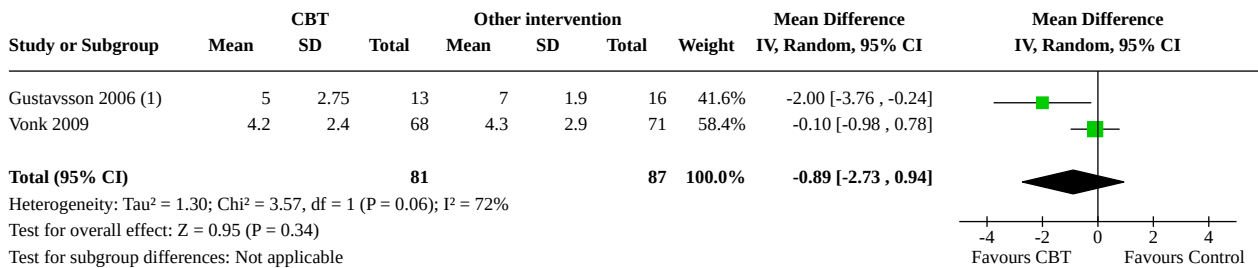 CBT Other intervention Mean Difference Mean Difference
Study or Subgroup Mean SD Total Mean SD Total Weight IV, Random, 95% CI IV, Random, 95% CI
Gustavsson 2006 (1) 5 2.75 13 7 1.9 16 41.6% -2.00 [-3.76 , -0.24]
Vonk 2009 4.2 2.4 68 4.3 2.9 71 58.4% -0.10 [-0.98 , 0.78]
Total (95% CI) 81 87 100.0% -0.89 [-2.73 , 0.94]
Heterogeneity: Tau² = 1.30; Chi² = 3.57, df = 1 (P = 0.06); I² = 72%
Test for overall effect: Z = 0.95 (P = 0.34)
-4 -2 0 2 4
Test for subgroup differences: Not applicable Favours CBT Favours Control